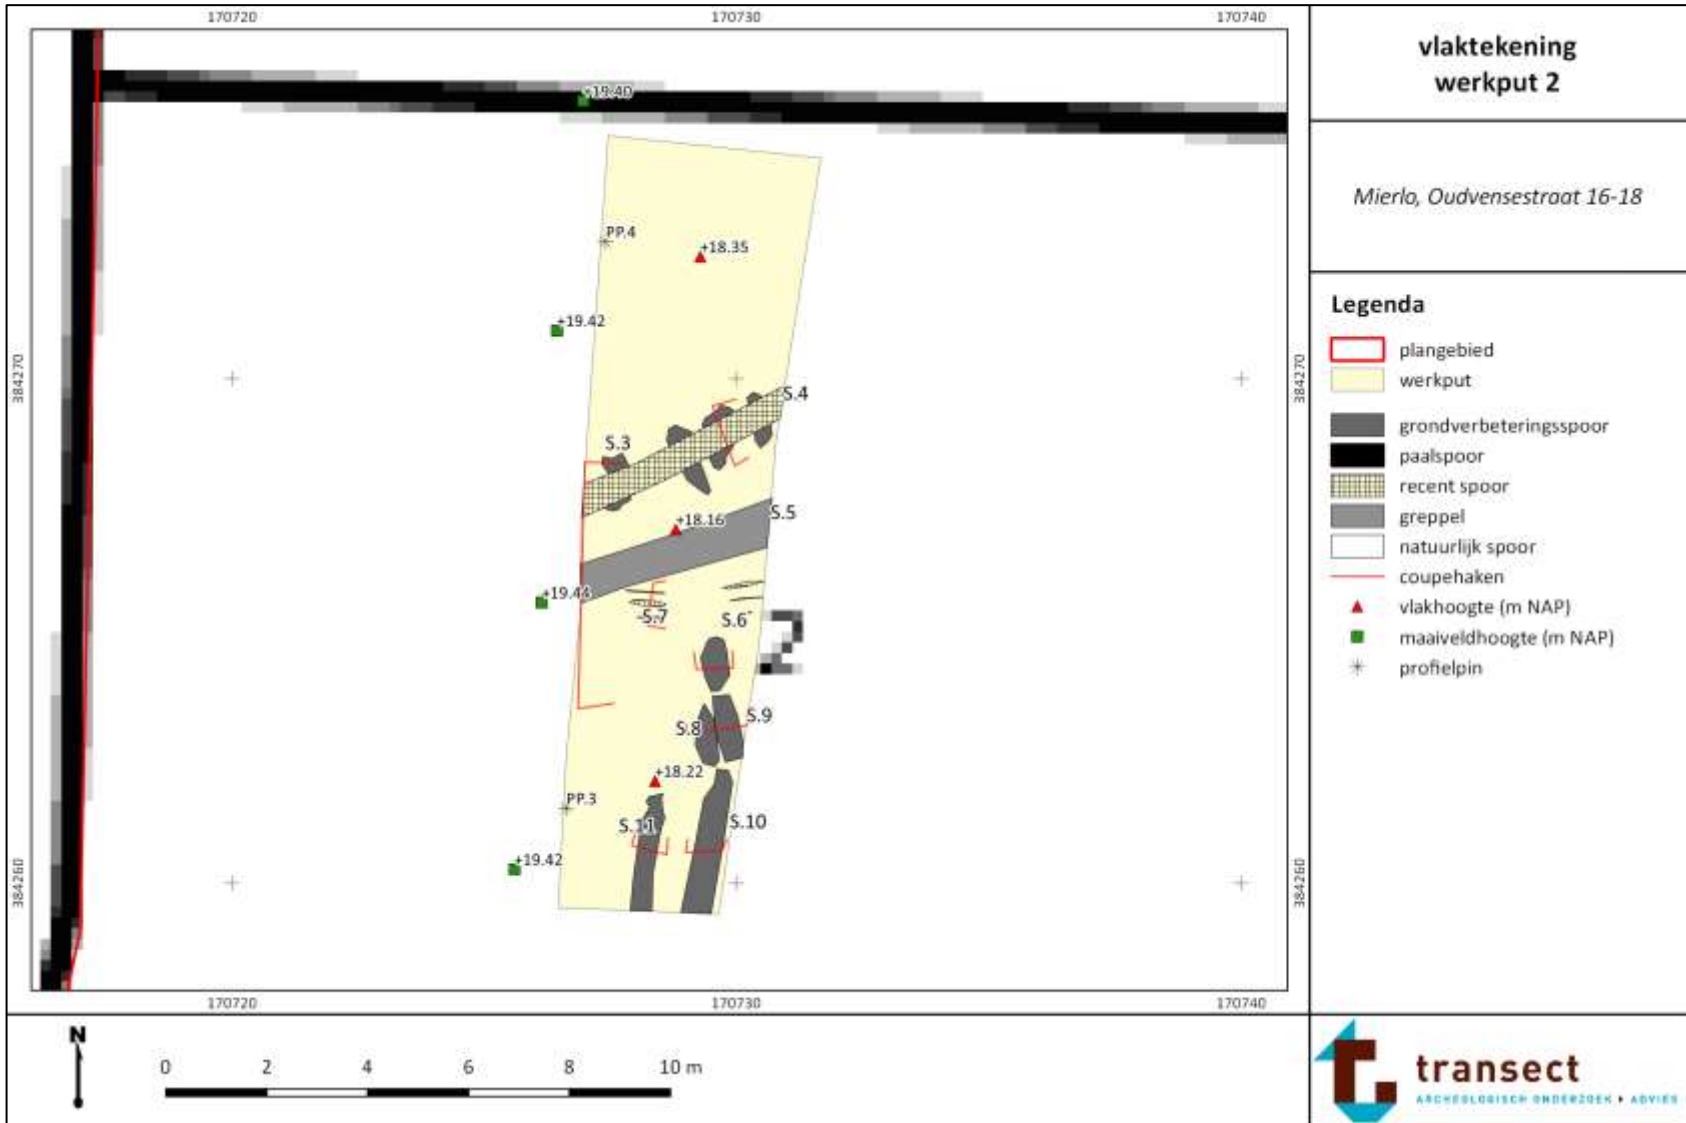 170720
170730
170740
+19.40
PP.4
+18.35
+19.42
384270
384270
S.4
S.3
S.5
+18.16
+19.44
S.7
S.6
2
S.9
S.8
+18.22
PP.3
S.11
S.10
+19.42
384260
384260
170720
170730
170740
N
0 2 4 6 8 10 m
vlaktekening
werkput 2
Mierlo, Oudvensestraat 16-18
Legenda
plangebied
werkput
grondverbeteringsspoor
paalspoor
recent spoor
greppel
natuurlijk spoor
coupehaken
vlakhoogte (m NAP)
maaiveldhoogte (m NAP)
profielpin
transect
ARCHEOLOGISCH ONDERZOEK ▸ ADVIES